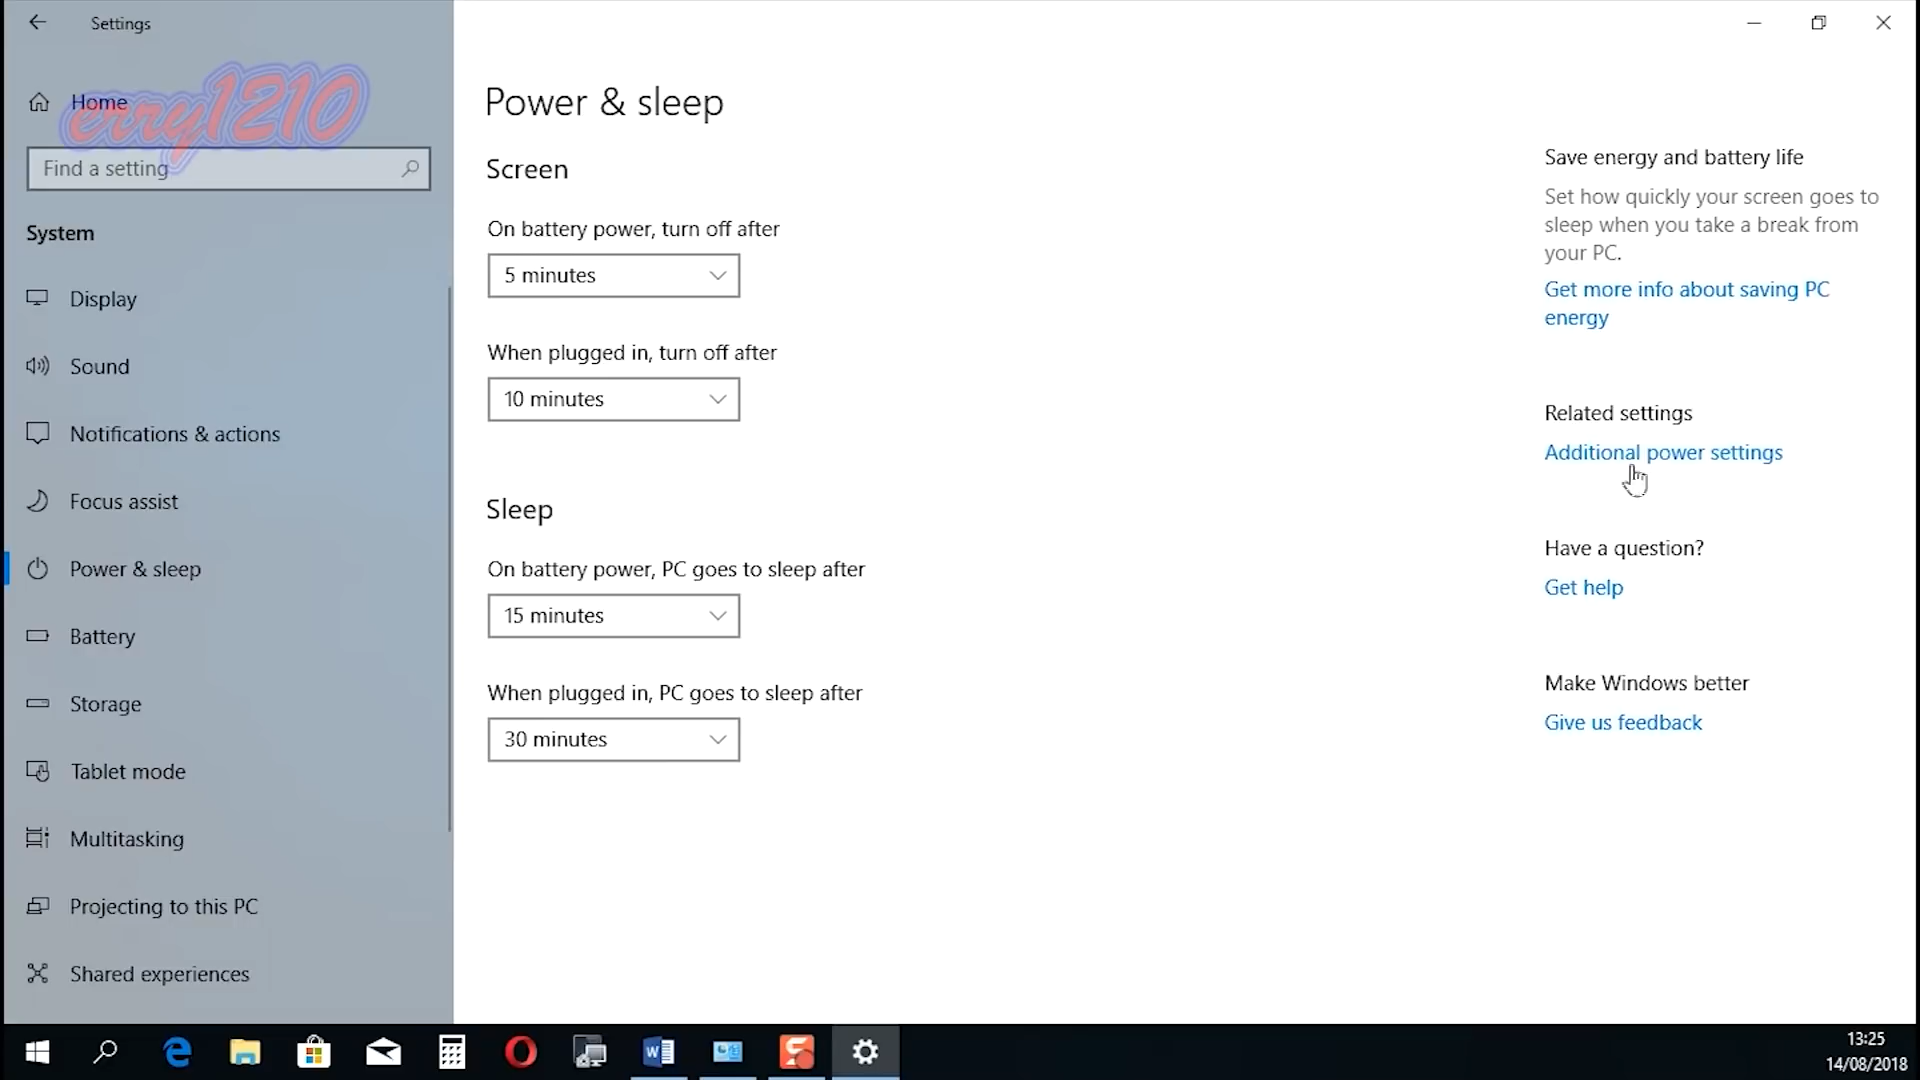 Settings
Home
erry1210
Find a setting
System
Display
Sound
Notifications & actions
Focus assist
Power & sleep
Battery
Storage
Tablet mode
Multitasking
Projecting to this PC
Shared experiences
Power & sleep
Screen
On battery power, turn off after
5 minutes
When plugged in, turn off after
10 minutes
Sleep
On battery power, PC goes to sleep after
15 minutes
When plugged in, PC goes to sleep after
30 minutes
Save energy and battery life
Set how quickly your screen goes to
sleep when you take a break from
your PC.
Get more info about saving PC
energy
Related settings
Additional power settings
Have a question?
Get help
Make Windows better
Give us feedback
13:25
14/08/2018